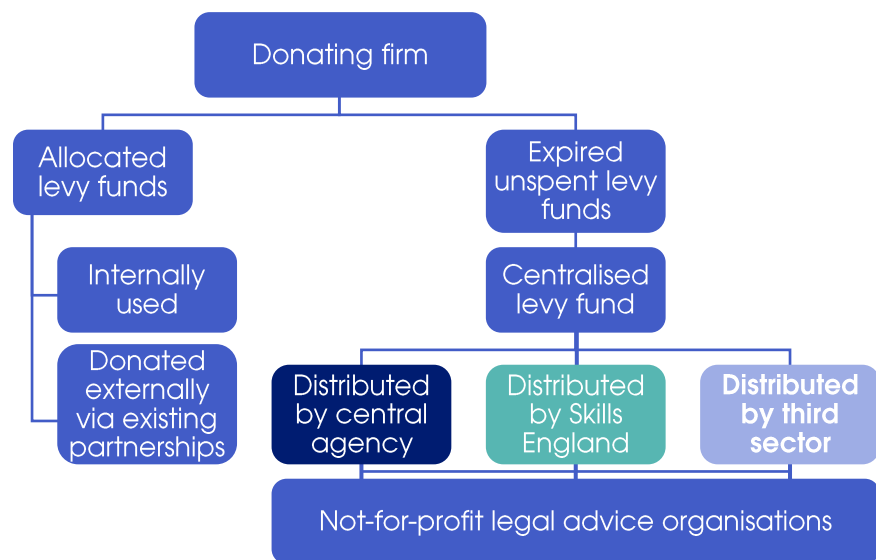 Donating firm
Allocated
levy funds
Expired
unspent levy
funds
Internally
used
Centralised
levy fund
Donated
externally
via existing
partnerships
Distributed
by central
agency
Distributed
by Skills
England
Distributed
by third
sector
Not-for-profit legal advice organisations